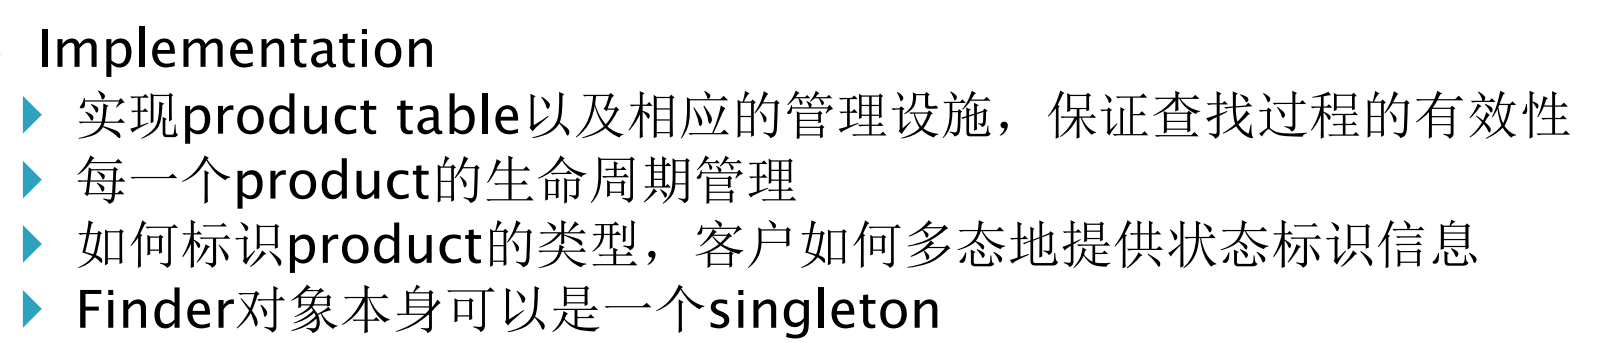 Implementation
实现product table以及相应的管理设施，保证查找过程的有效性
每一个product的生命周期管理
如何标识product的类型，客户如何多态地提供状态标识信息
Finder对象本身可以是一个singleton